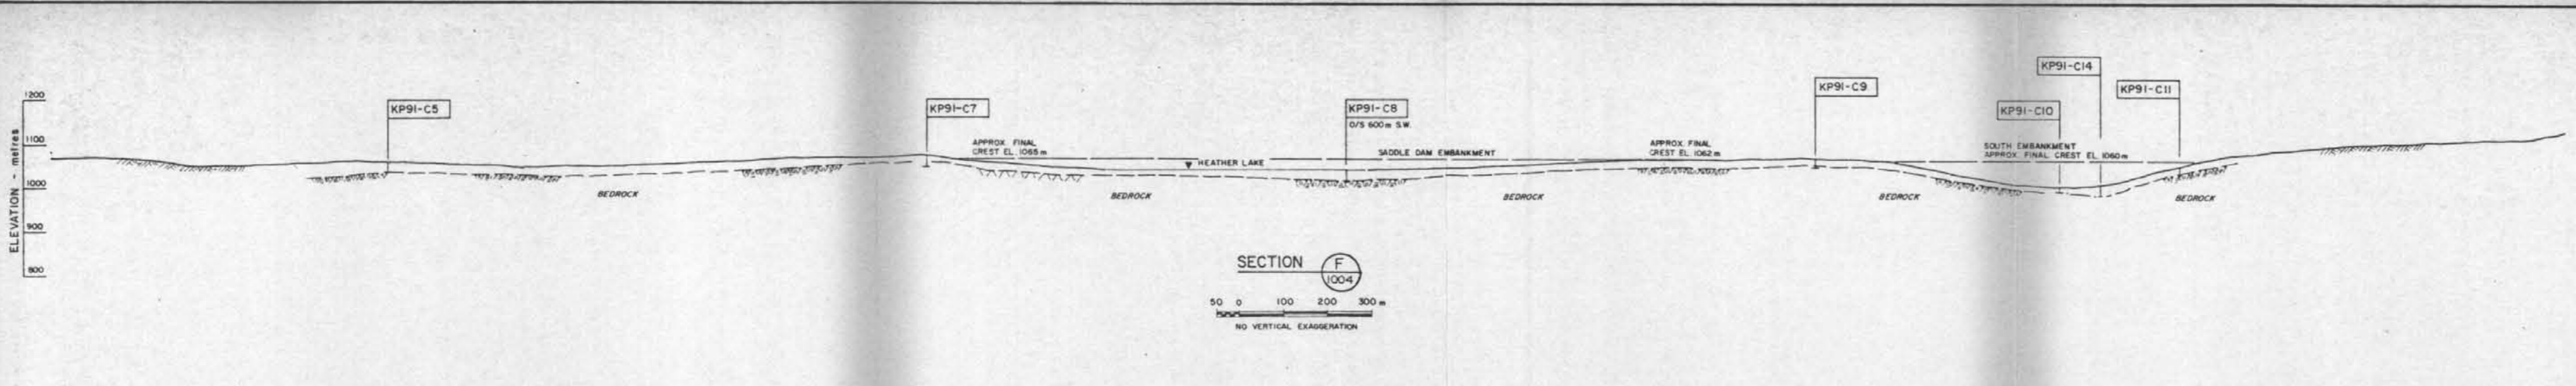 KP91-C14
KP91-C9
KP91-C11
1200
KP91-C5
KP91-C7
KP91-C8
KP91-C10
O/S 600m S.W.
1100
APPROX. FINAL
CREST EL. 1065m
SADDLE DAM EMBANKMENT
APPROX. FINAL
CREST EL. 1062m
SOUTH EMBANKMENT
APPROX. FINAL CREST EL. 1060m
HEATHER LAKE
ELEVATION - metres
1000
BEDROCK
BEDROCK
BEDROCK
BEDROCK
BEDROCK
900
800
SECTION F
1004
50 0 100 200 300 m
NO VERTICAL EXAGGERATION